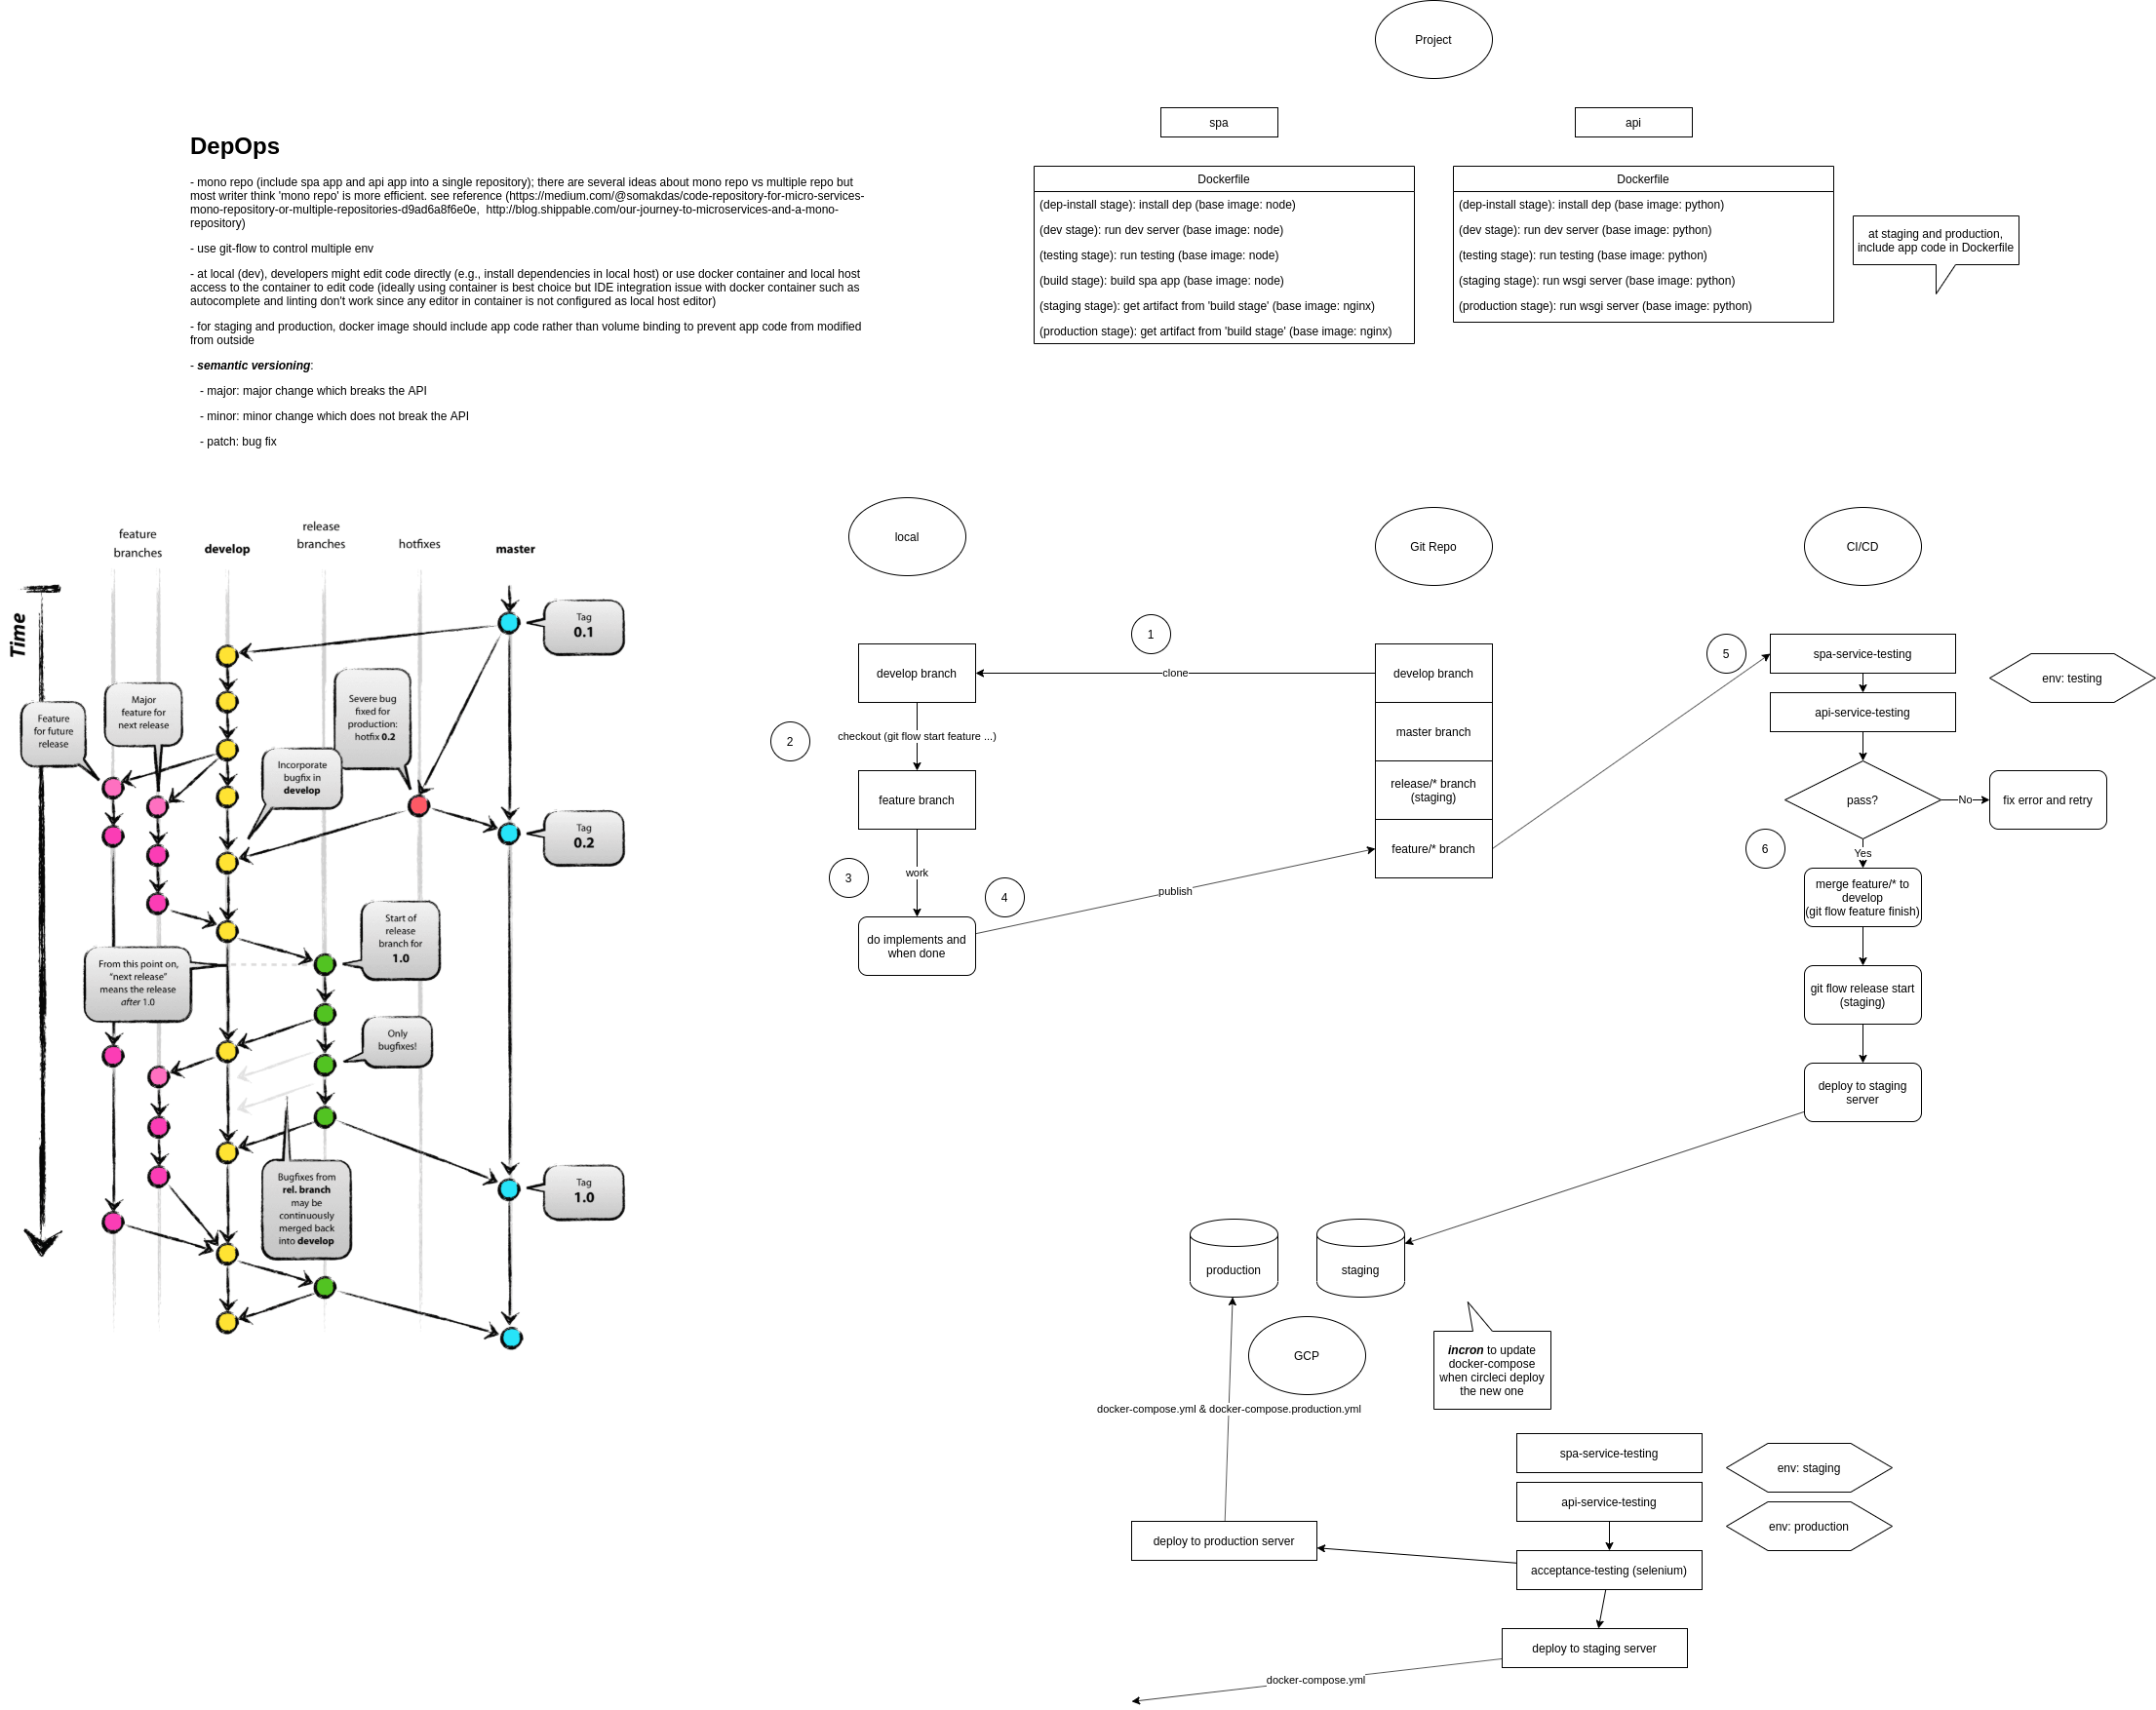 Project
spa
api
Dockerfile
(dep-install stage): install dep (base image: node)
(dev stage): run dev server (base image: node)
(testing stage): run testing (base image: node)
(build stage): build spa app (base image: node)
(staging stage): get artifact from 'build stage' (base image: nginx)
(production stage): get artifact from 'build stage' (base image: nginx)
Dockerfile
(dep-install stage): install dep (base image: python)
(dev stage): run dev server (base image: python)
(testing stage): run testing (base image: python)
(staging stage): run wsgi server (base image: python)
(production stage): run wsgi server (base image: python)
at staging and production,
include app code in Dockerfile
DepOps
- mono repo (include spa app and api app into a single repository); there are several ideas about mono repo vs multiple repo but
most writer think 'mono repo' is more efficient. see reference (https://medium.com/@somakdas/code-repository-for-micro-services-
mono-repository-or-multiple-repositories-d9ad6a8f6e0e,  http://blog.shippable.com/our-journey-to-microservices-and-a-mono-
repository)
- use git-flow to control multiple env
- at local (dev), developers might edit code directly (e.g., install dependencies in local host) or use docker container and local host
access to the container to edit code (ideally using container is best choice but IDE integration issue with docker container such as
autocomplete and linting don't work since any editor in container is not configured as local host editor)
- for staging and production, docker image should include app code rather than volume binding to prevent app code from modified
from outside
- semantic versioning:
- major: major change which breaks the API
- minor: minor change which does not break the API
- patch: bug fix
feature
branches
develop
release
branches
hotfixes
master
Time
Tag
0.1
Severe bug
fixed for
production:
hotfix 0.2
Major
feature for
next release
Feature
for future
release
Incorporate
bugfix in
develop
Tag
0.2
Start of
release
branch for
1.0
From this point on,
“next release”
means the release
after 1.0
Only
bugfixes!
Bugfixes from
rel. branch
may be
continuously
merged back
into develop
Tag
1.0
local
Git Repo
CI/CD
1
clone
develop branch
2
checkout (git flow start feature ...)
feature branch
3
work
do implements and
when done
4
publish
develop branch
master branch
release/* branch
(staging)
feature/* branch
5
spa-service-testing
api-service-testing
env: testing
pass?
No
fix error and retry
6
Yes
merge feature/* to
develop
(git flow feature finish)
git flow release start
(staging)
deploy to staging
server
production
staging
GCP
incron to update
docker-compose
when circleci deploy
the new one
docker-compose.yml & docker-compose.production.yml
spa-service-testing
env: staging
api-service-testing
env: production
deploy to production server
acceptance-testing (selenium)
deploy to staging server
docker-compose.yml